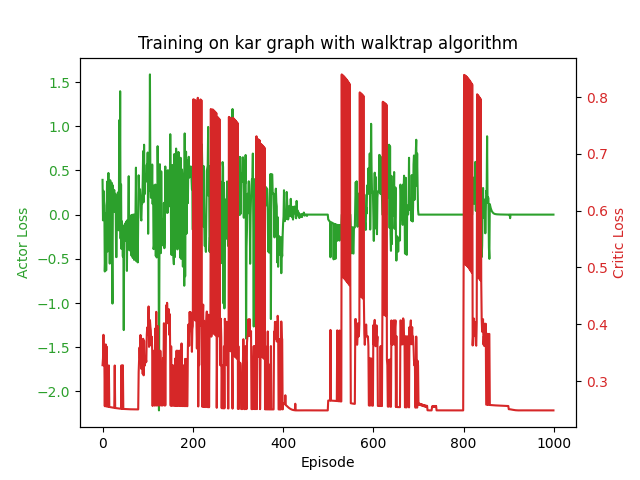 Training on kar graph with walktrap algorithm
Actor Loss
1.5
1.0
0.5
0.0
−0.5
−1.0
−1.5
−2.0
0.8
0.7
0.6
0.5
0.4
0.3
Critic Loss
0 200 400 600 800 1000
Episode